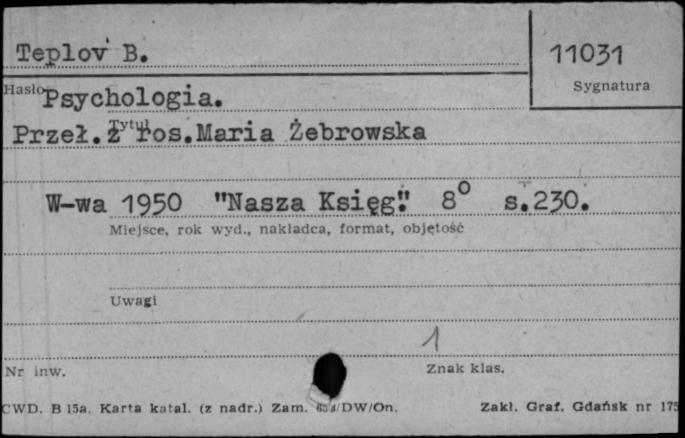 Teplov B.
11031
Hasło
Sygnatura
Psychologia.
Tytuł
Przeł.z ros.Maria Żebrowska
W-wa 1950 "Nasza Księg." 8° s.230.
Miejsce, rok wyd., nakładca, format, objętość
Uwagi
1
Nr inw.
Znak klas.
CWD. B 15a. Karta katal. (z nadr.) Zam. /DW/On.
Zakł. Graf. Gdańsk nr 175